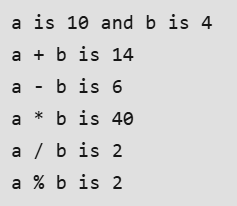 a is 10 and b is 4
a + b is 14
a - b is 6
a * b is 40
a / b is 2
a % b is 2